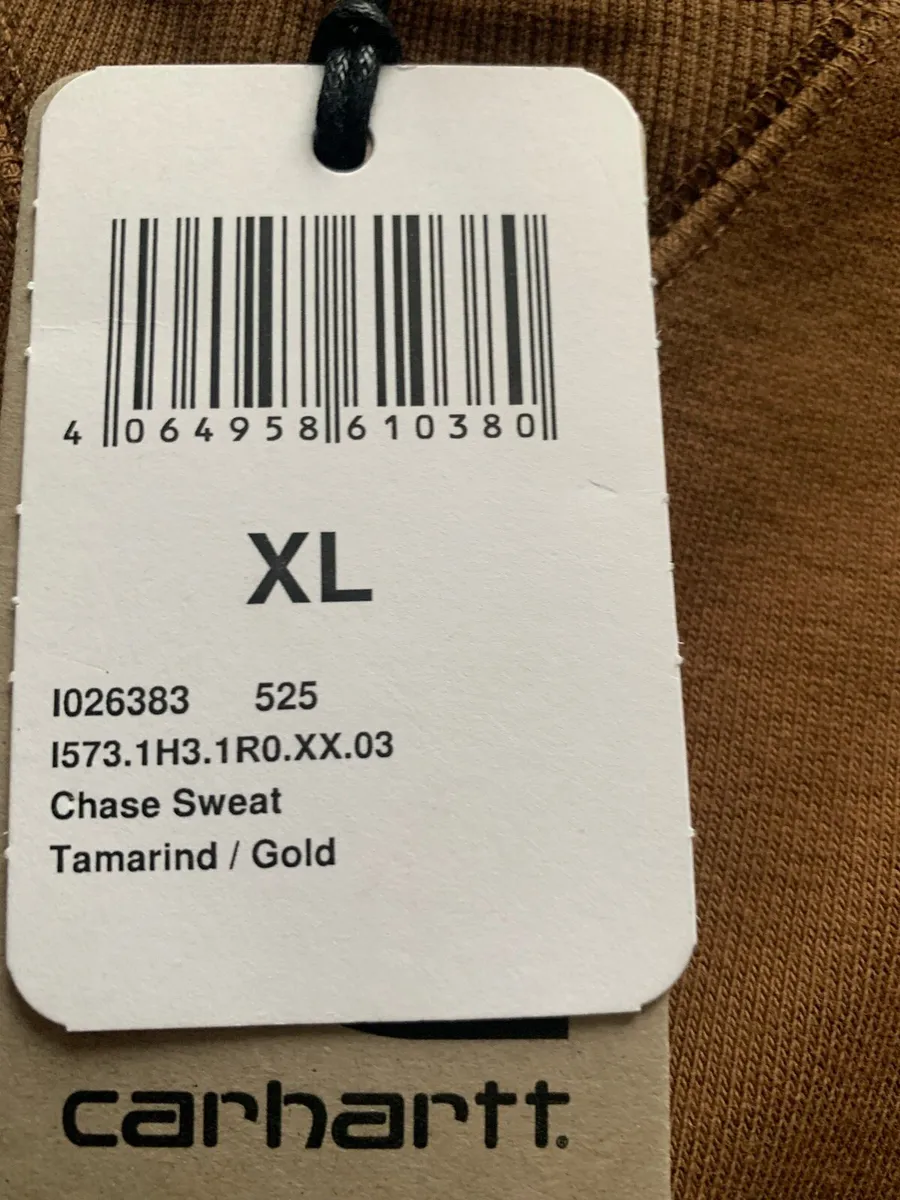 4 064958 610380
XL
I026383 525
I573.1H3.1R0.XX.03
Chase Sweat
Tamarind / Gold
carhartt®